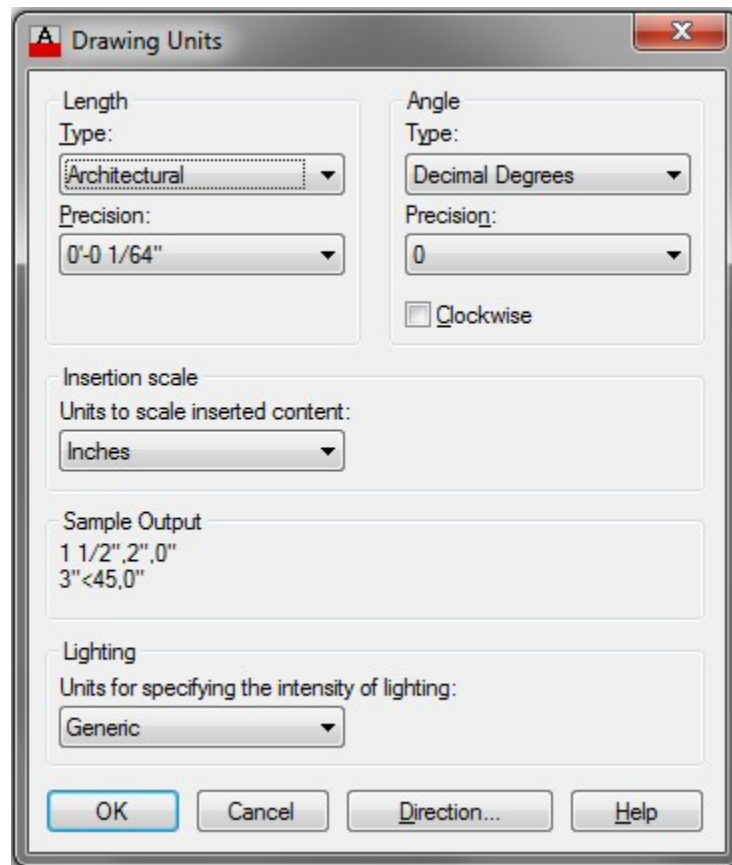 Drawing Units
Length
Type:
Architectural
Precision:
0'-0 1/64"
Angle
Type:
Decimal Degrees
Precision:
0
Clockwise
Insertion scale
Units to scale inserted content:
Inches
Sample Output
1 1/2",2",0"
3"<45,0"
Lighting
Units for specifying the intensity of lighting:
Generic
OK Cancel Direction... Help